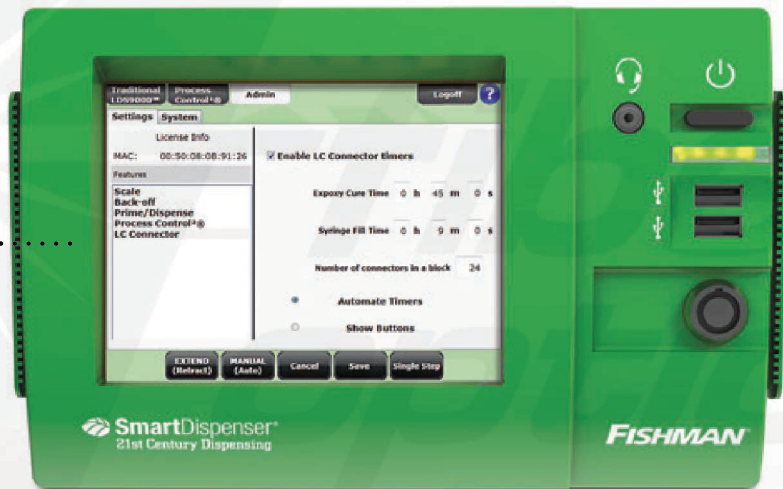 Traditional LDS9000™
Process Control²®
Admin
Logoff
?
Settings
System
License Info
MAC: 00:50:08:08:91:26
Features
Scale
Back-off
Prime/Dispense
Process Control²®
LC Connector
Enable LC Connector timers
Expoxy Cure Time 0 h 45 m 0 s
Syringe Fill Time 0 h 9 m 0 s
Number of connectors in a block 24
Automate Timers
Show Buttons
EXTEND (Retract)
MANUAL (Auto)
Cancel
Save
Single Step
SmartDispenser®
21st Century Dispensing
FISHMAN